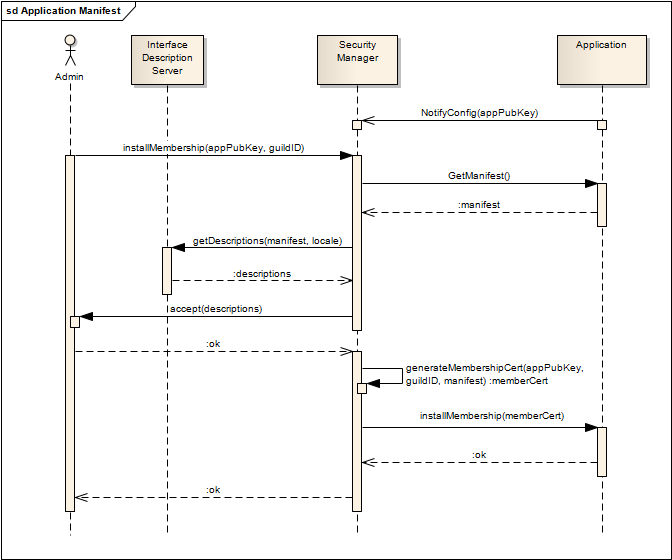 sd Application Manifest
Admin
Interface
Description
Server
Security
Manager
Application
NotifyConfig(appPubKey)
installMembership(appPubKey, guildID)
GetManifest()
:manifest
getDescriptions(manifest, locale)
:descriptions
accept(descriptions)
:ok
generateMembershipCert(appPubKey,
guildID, manifest) :memberCert
installMembership(memberCert)
:ok
:ok